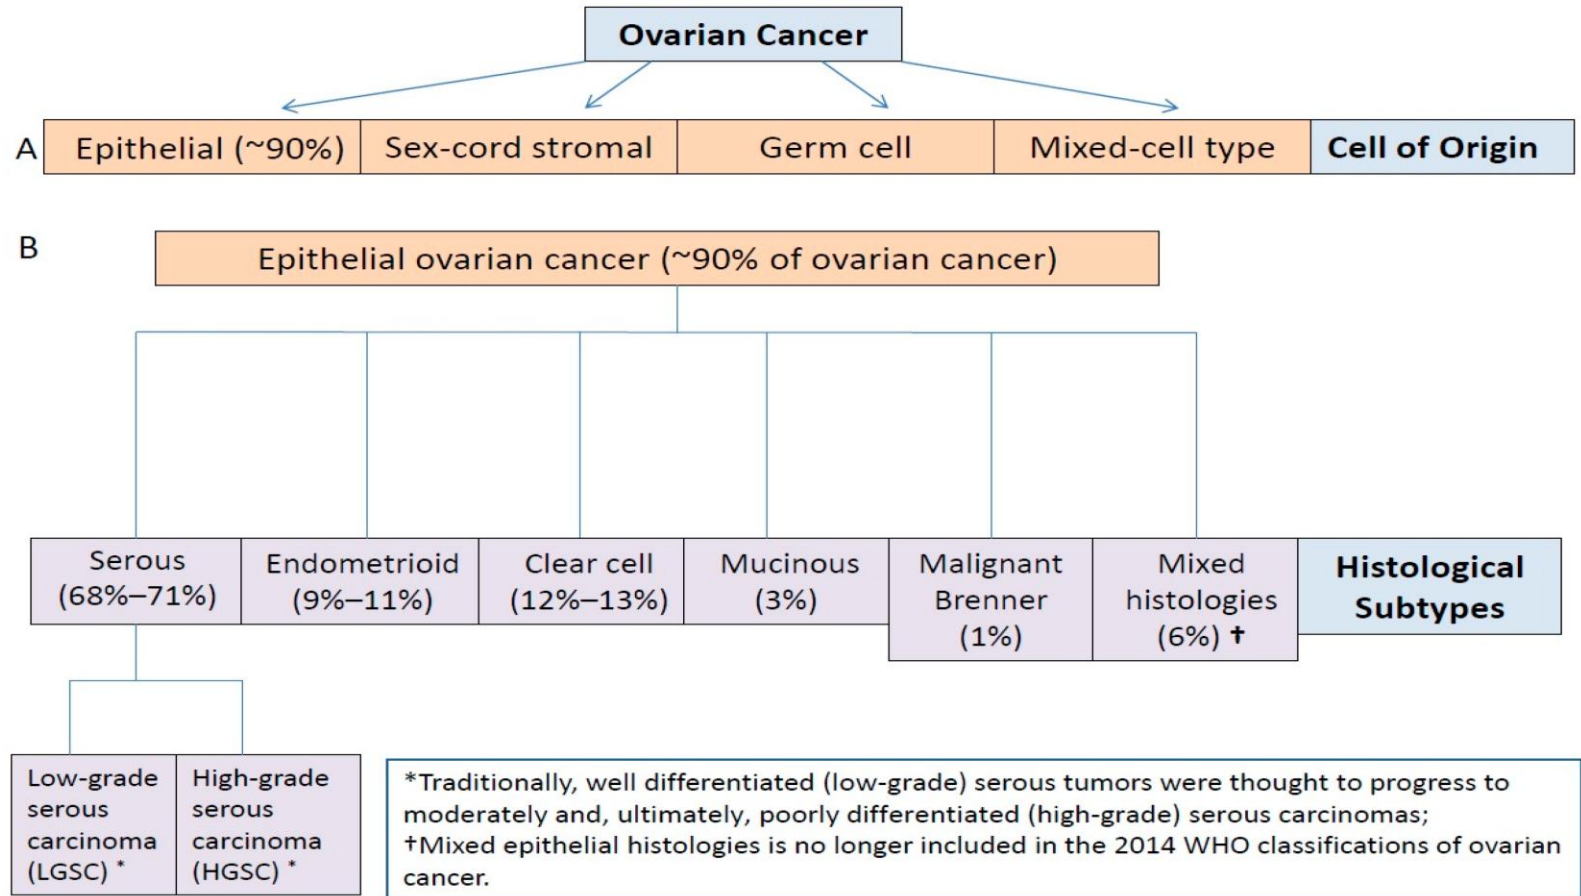 Ovarian Cancer
A
Epithelial (~90%)
Sex-cord stromal
Germ cell
Mixed-cell type
Cell of Origin
B
Epithelial ovarian cancer (~90% of ovarian cancer)
Serous
(68%–71%)
Endometrioid
(9%–11%)
Clear cell
(12%–13%)
Mucinous
(3%)
Malignant
Brenner
(1%)
Mixed
histologies
(6%) ✝
Histological
Subtypes
Low-grade
serous
carcinoma
(LGSC) *
High-grade
serous
carcinoma
(HGSC) *
*Traditionally, well differentiated (low-grade) serous tumors were thought to progress to
moderately and, ultimately, poorly differentiated (high-grade) serous carcinomas;
✝Mixed epithelial histologies is no longer included in the 2014 WHO classifications of ovarian
cancer.